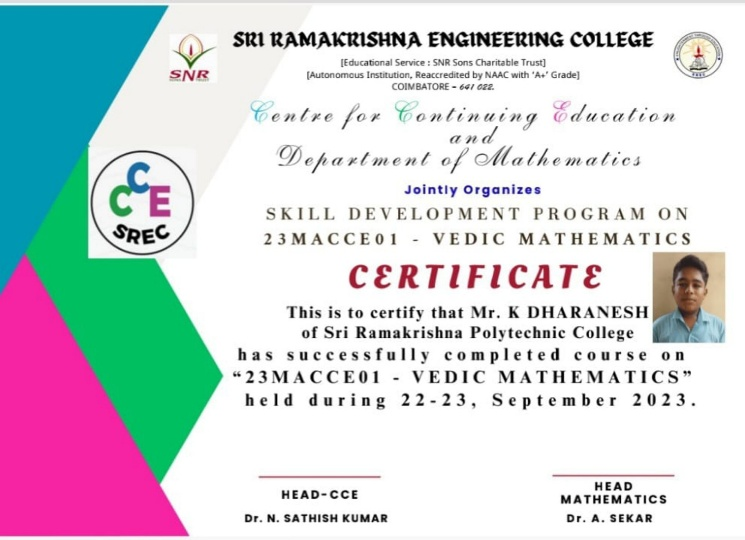 SRI RAMAKRISHNA ENGINEERING COLLEGE
[Educational Service : SNR Sons Charitable Trust]
[Autonomous Institution, Reaccredited by NAAC with 'A+' Grade]
COIMBATORE - 641 022.
SNR
Centre for Continuing Education
and
Department of Mathematics
Jointly Organizes
CCE
SREC
SKILL DEVELOPMENT PROGRAM ON
23MACCE01 - VEDIC MATHEMATICS
CERTIFICATE
This is to certify that Mr. K DHARANESH
of Sri Ramakrishna Polytechnic College
has successfully completed course on
“23MACCE01 - VEDIC MATHEMATICS”
held during 22-23, September 2023.
HEAD-CCE
Dr. N. SATHISH KUMAR
HEAD
MATHEMATICS
Dr. A. SEKAR